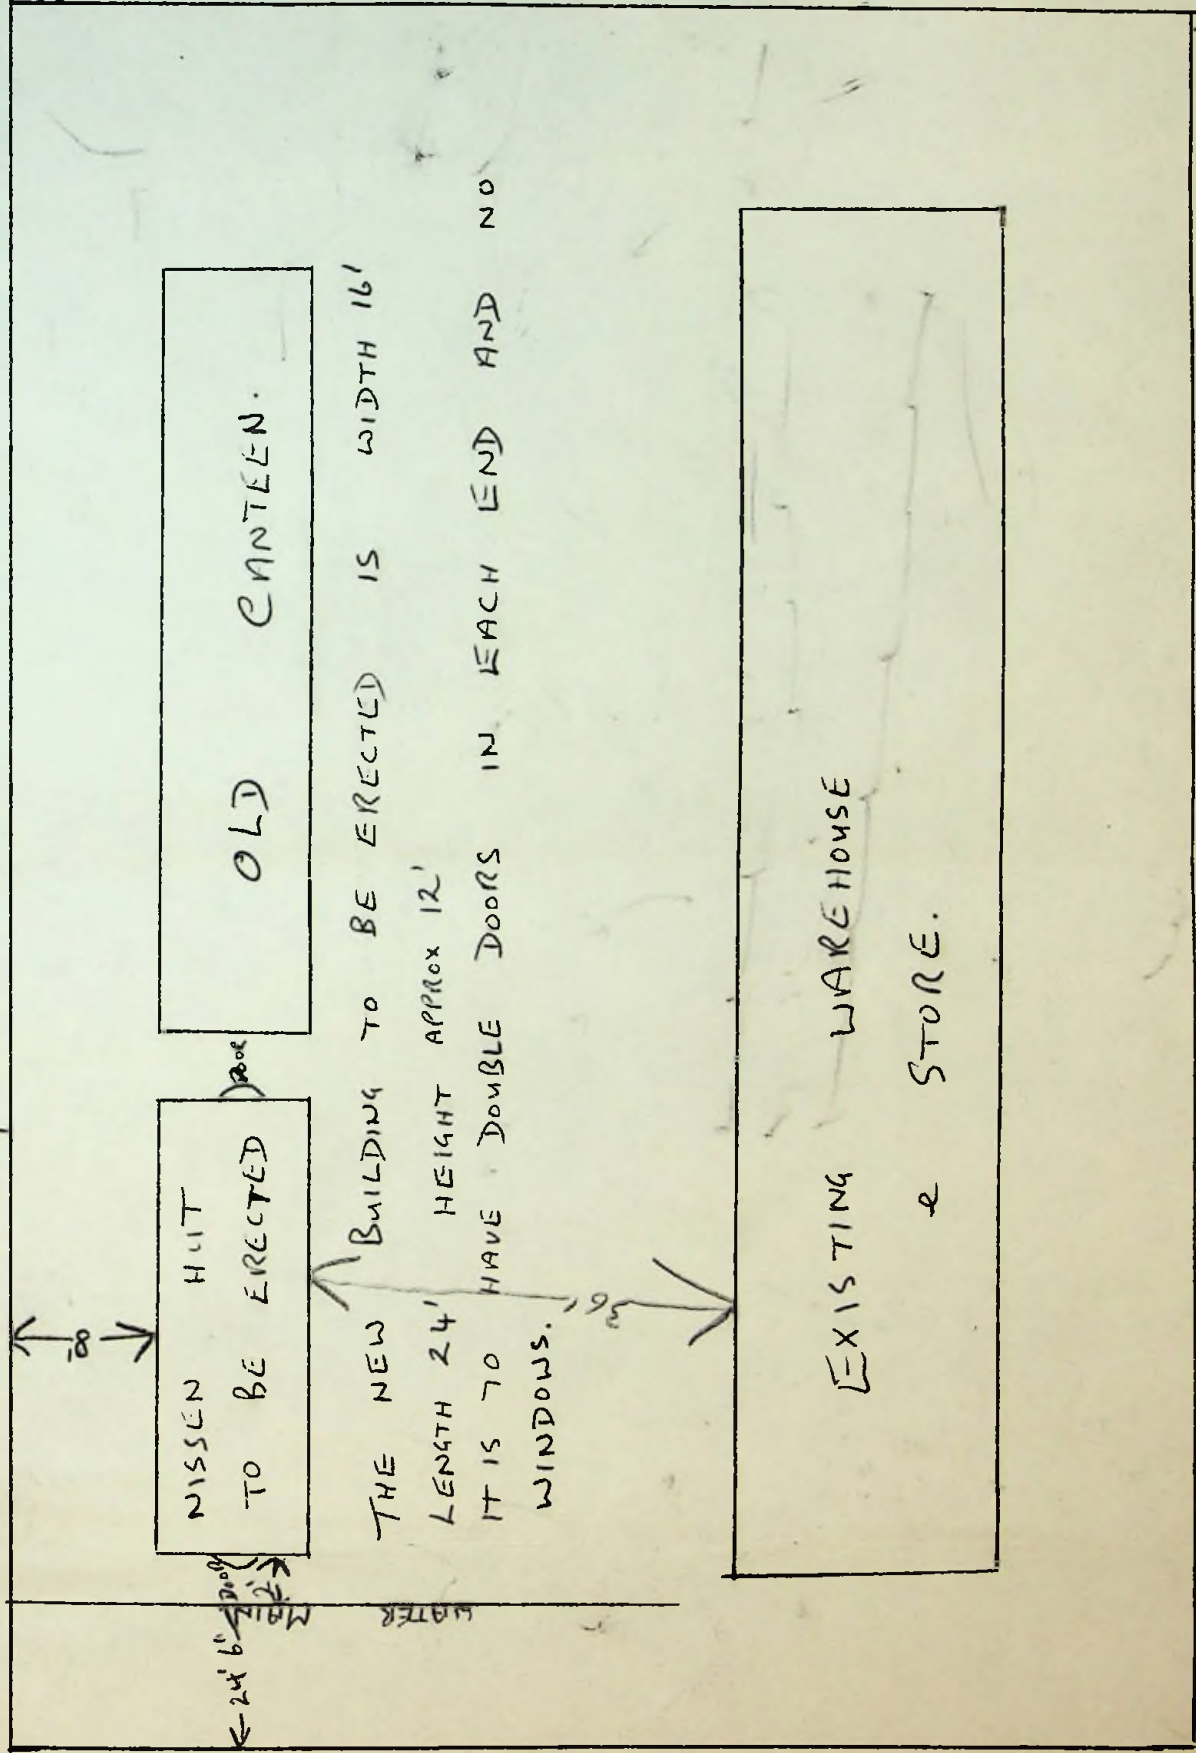 8'
NISSEN HUT
TO BE ERECTED
DOOR
OLD CANTEEN.
24' 6"
DOOR
2'
WATER MAIN
THE NEW BUILDING TO BE ERECTED IS WIDTH 16'
LENGTH 24' HEIGHT APPROX 12'
IT IS TO HAVE DOUBLE DOORS IN EACH END AND NO
WINDOWS.
36'
EXISTING WAREHOUSE
& STORE.